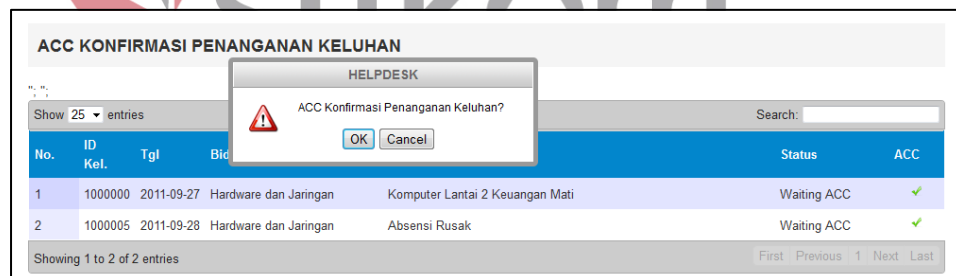 ACC KONFIRMASI PENANGANAN KELUHAN
HELPDESK
"; ";
ACC Konfirmasi Penanganan Keluhan?
OK Cancel
Show 25 entries Search:
No. ID Kel. Tgl Status ACC
1 1000000 2011-09-27 Hardware dan Jaringan Komputer Lantai 2 Keuangan Mati Waiting ACC
2 1000005 2011-09-28 Hardware dan Jaringan Absensi Rusak Waiting ACC
Showing 1 to 2 of 2 entries First Previous 1 Next Last